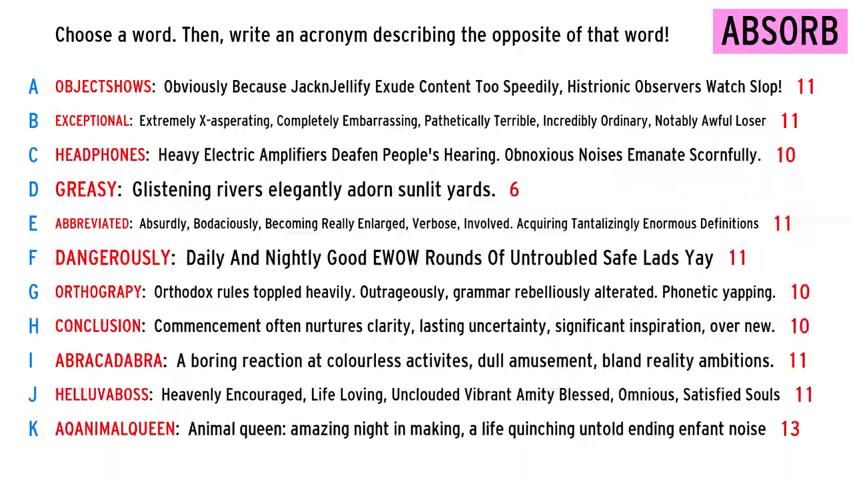 Choose a word. Then, write an acronym describing the opposite of that word!
ABSORB
A OBJECTSHOWS: Obviously Because JacknJellify Exude Content Too Speedily, Histrionic Observers Watch Slop! 11
B EXCEPTIONAL: Extremely X-asperating, Completely Embarrassing, Pathetically Terrible, Incredibly Ordinary, Notably Awful Loser 11
C HEADPHONES: Heavy Electric Amplifiers Deafen People's Hearing. Obnoxious Noises Emanate Scornfully. 10
D GREASY: Glistening rivers elegantly adorn sunlit yards. 6
E ABBREVIATED: Absurdly, Bodaciously, Becoming Really Enlarged, Verbose, Involved. Acquiring Tantalizingly Enormous Definitions 11
F DANGEROUSLY: Daily And Nightly Good EWOW Rounds Of Untroubled Safe Lads Yay 11
G ORTHOGRAPY: Orthodox rules toppled heavily. Outrageously, grammar rebelliously alterated. Phonetic yapping. 10
H CONCLUSION: Commencement often nurtures clarity, lasting uncertainty, significant inspiration, over new. 10
I ABRACADABRA: A boring reaction at colourless activites, dull amusement, bland reality ambitions. 11
J HELLUVABOSS: Heavenly Encouraged, Life Loving, Unclouded Vibrant Amity Blessed, Omnious, Satisfied Souls 11
K AQANIMALQUEEN: Animal queen: amazing night in making, a life quinching untold ending enfant noise 13